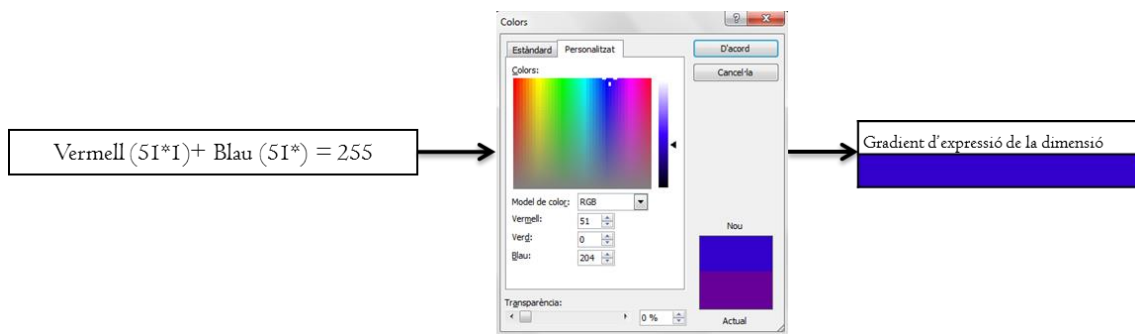 Vermell (51*1)+ Blau (51*) = 255
Colors
Estàndard Personalitzat
Colors:
Model de color: RGB
Vermell: 51
Verd: 0
Blau: 204
Transparència:
0 %
D'acord
Cancel·la
Nou
Actual
Gradient d'expressió de la dimensió